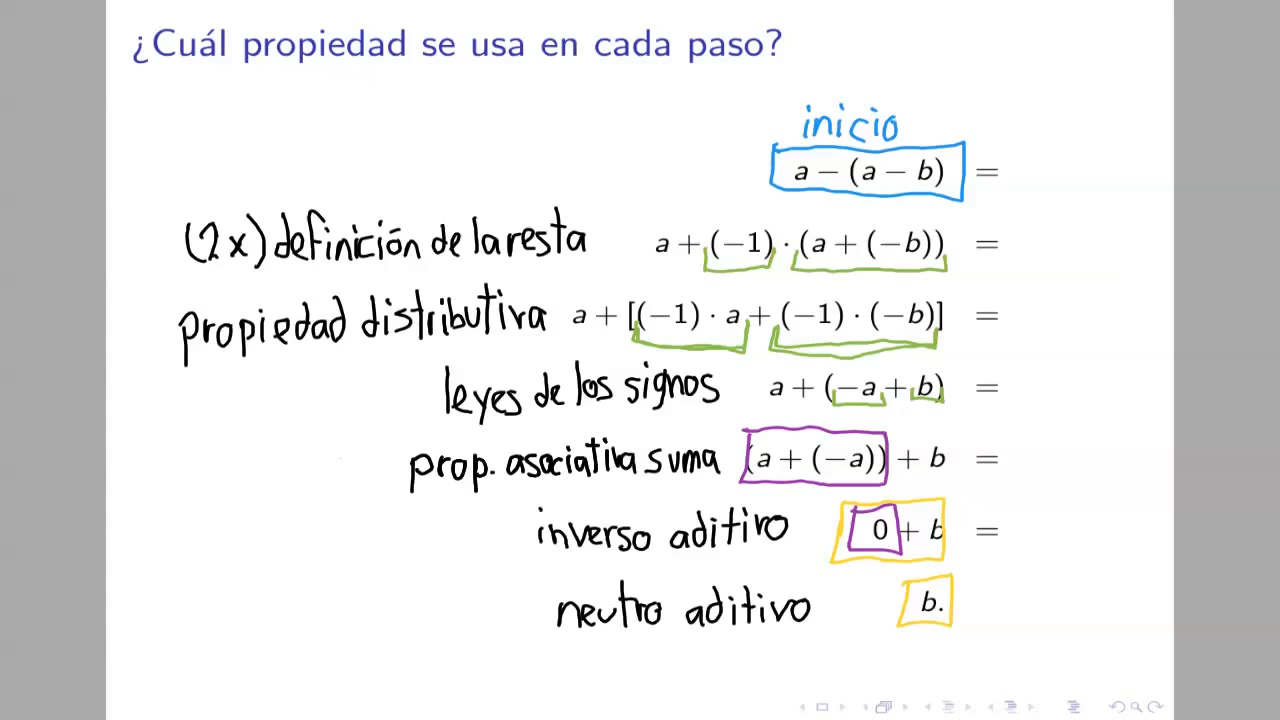 ¿Cuál propiedad se usa en cada paso?
inicio
a − (a − b) =
(2x) definición de la resta a + (−1) · (a + (−b)) =
propiedad distributiva a + [(−1) · a + (−1) · (−b)] =
leyes de los signos a + (−a + b) =
prop. asociativa suma (a + (−a)) + b =
inverso aditivo 0 + b =
neutro aditivo b.